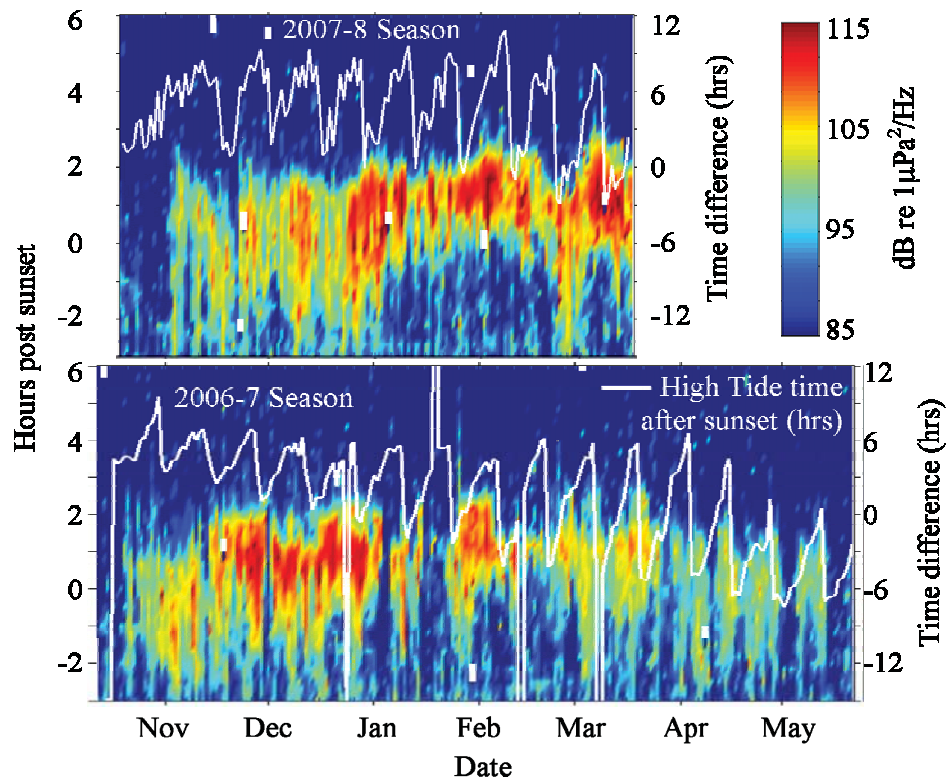 2007-8 Season
6
4
2
0
-2
12
6
0
-6
-12
Time difference (hrs)
115
105
95
85
dB re 1μPa²/Hz
Hours post sunset
2006-7 Season
High Tide time
after sunset (hrs)
6
4
2
0
-2
12
6
0
-6
-12
Time difference (hrs)
Nov Dec Jan Feb Mar Apr May
Date